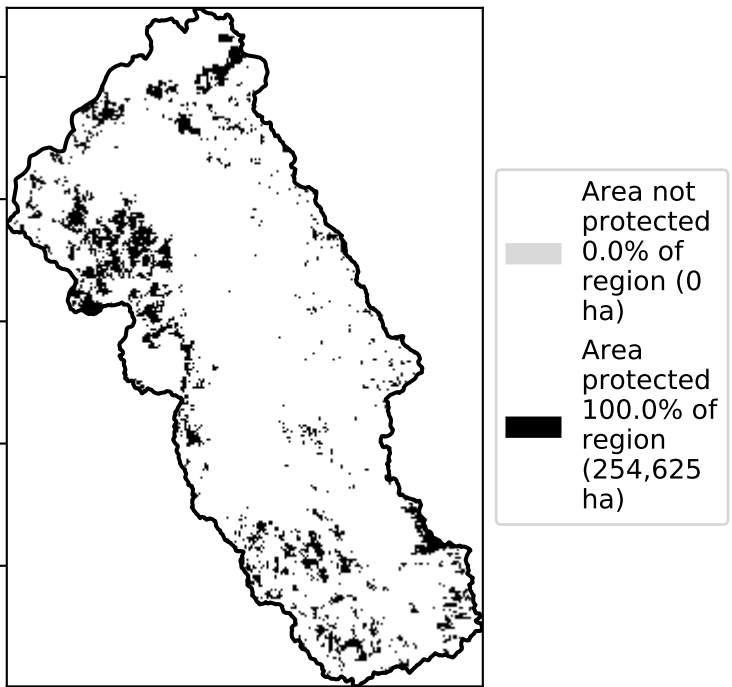 Area not
protected
0.0% of
region (0
ha)
Area
protected
100.0% of
region
(254,625
ha)